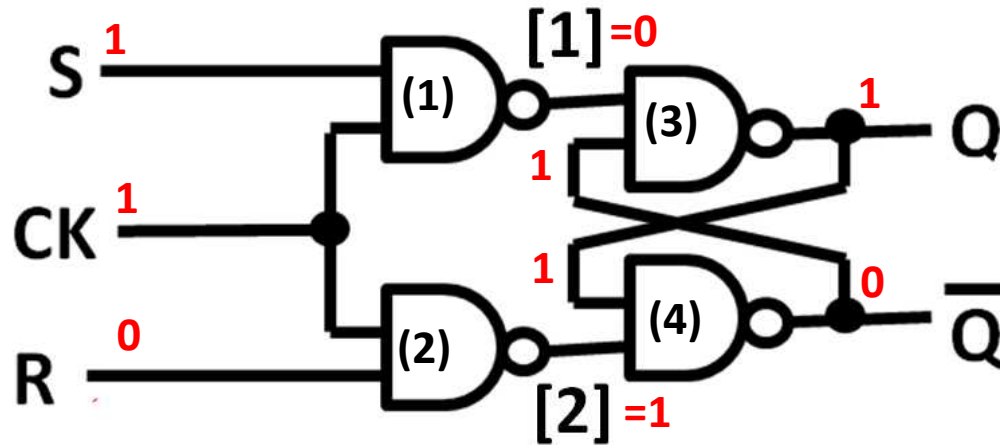 [1] =0
1
S
(1)
(3)
1
Q
1
1
CK
1
0
0
(2)
(4)
Q̅
R
[2] =1